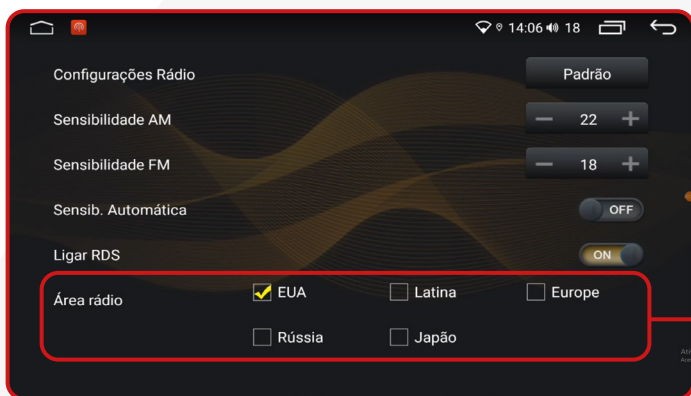 14:06 18
Configurações Rádio Padrão
Sensibilidade AM 22
Sensibilidade FM 18
Sensib. Automática OFF
Ligar RDS ON
Área rádio EUA Latina Europe
Rússia Japão